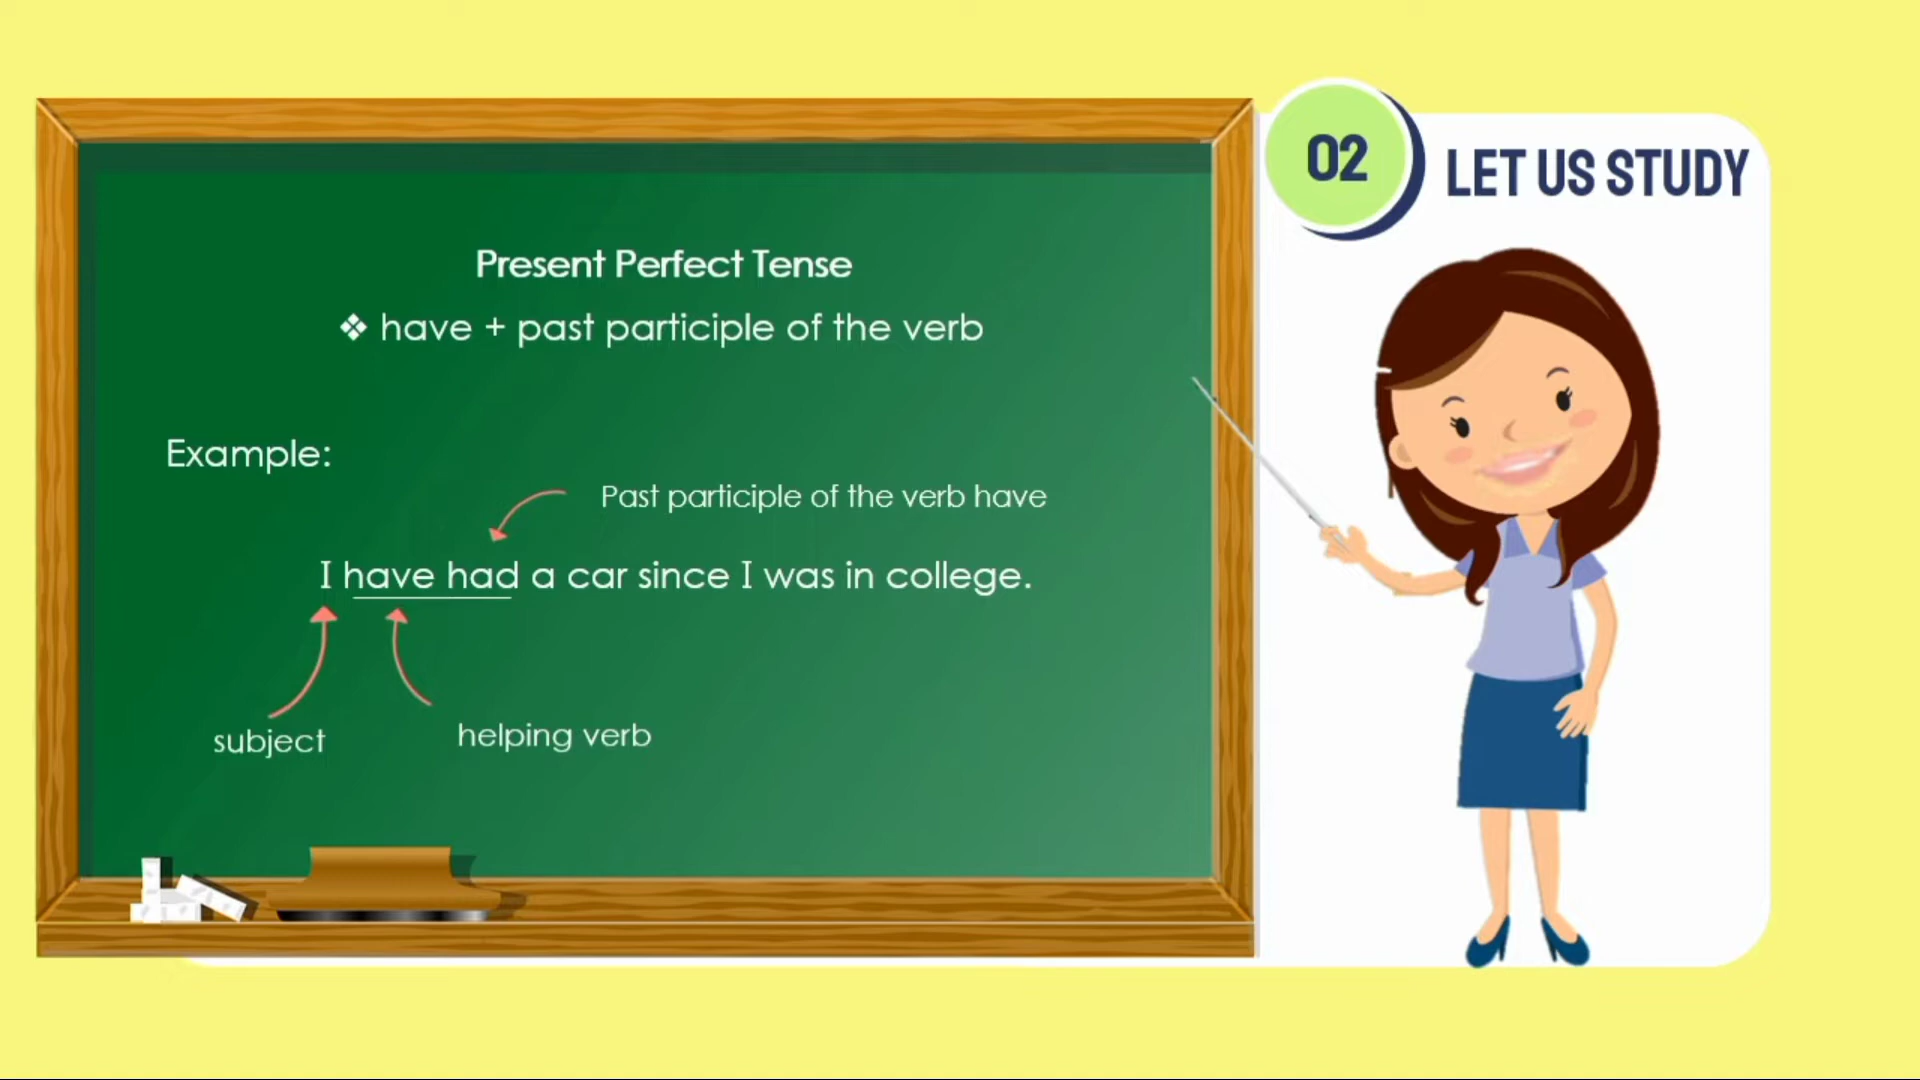 02
LET US STUDY
Present Perfect Tense
❖ have + past participle of the verb
Example:
Past participle of the verb have
I have had a car since I was in college.
subject
helping verb